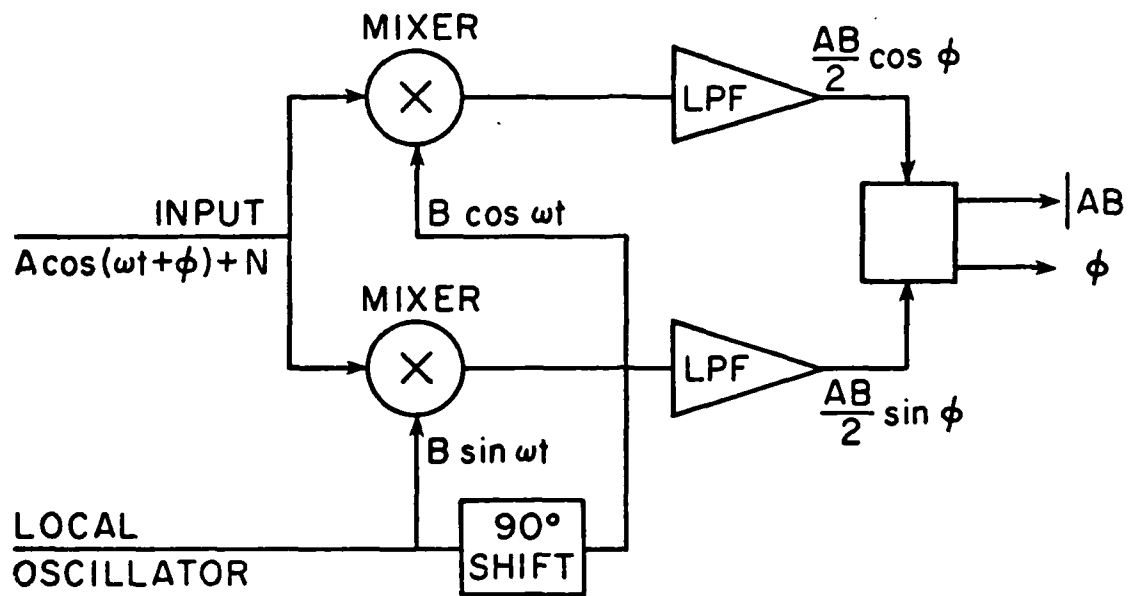 MIXER
AB/2 cos ϕ
LPF
INPUT
A cos(ωt+ϕ)+N
B cos ωt
|AB
ϕ
MIXER
LPF
AB/2 sin ϕ
B sin ωt
LOCAL
OSCILLATOR
90°
SHIFT